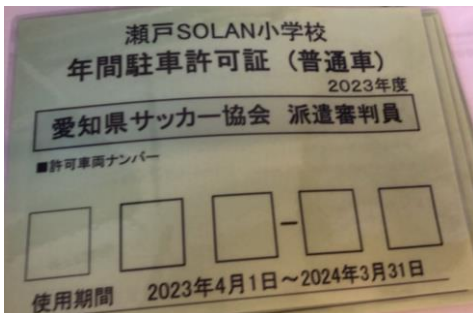 瀬戸SOLAN小学校
年間駐車許可証（普通車）
2023年度
愛知県サッカー協会 派遣審判員
■許可車両ナンバー
－
使用期間 2023年4月1日～2024年3月31日